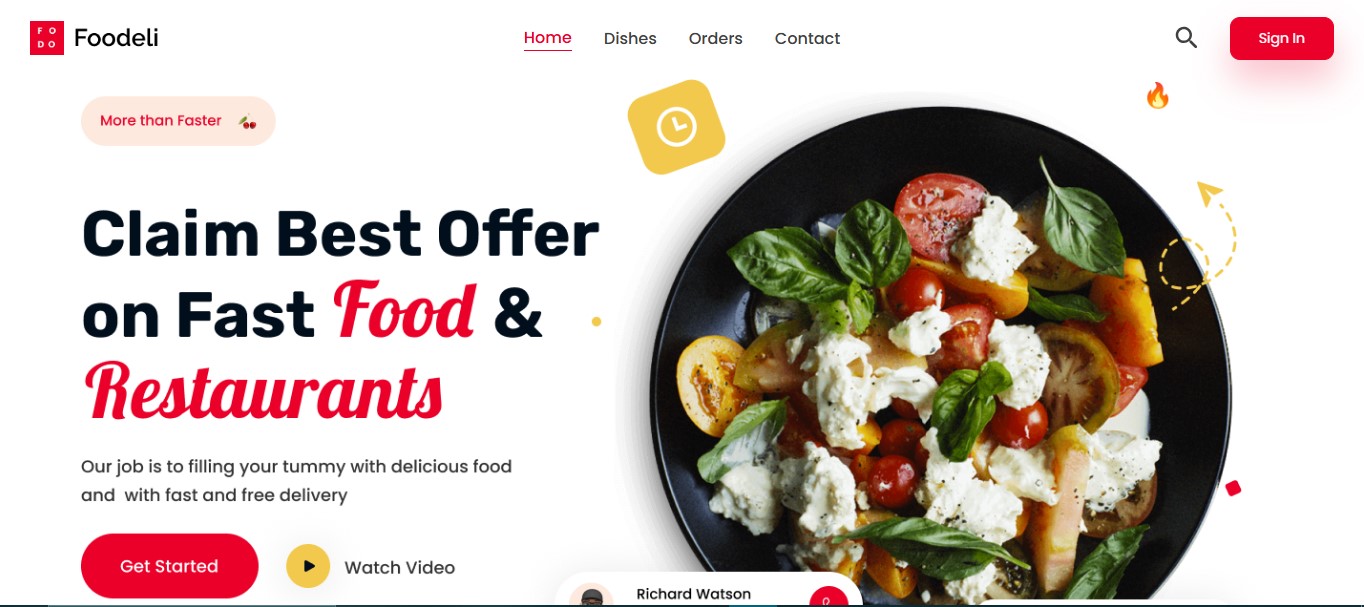 F O
D O
Foodeli
Home
Dishes
Orders
Contact
Sign In
More than Faster
Claim Best Offer
on Fast Food &
Restaurants
Our job is to filling your tummy with delicious food
and  with fast and free delivery
Get Started
Watch Video
Richard Watson